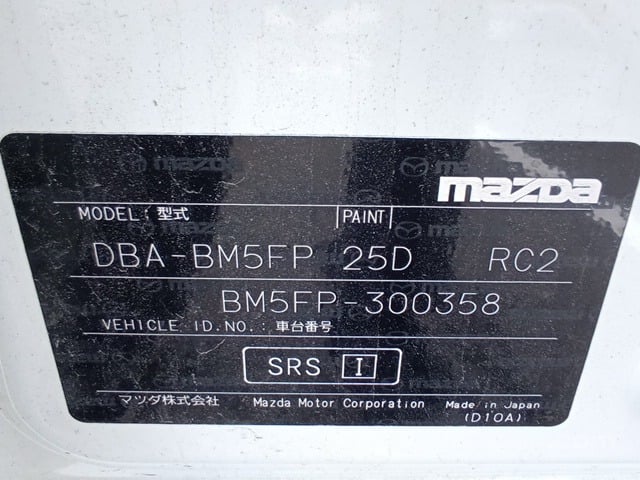 mazda
MODEL: 型式 PAINT
DBA-BM5FP 25D RC2
BM5FP-300358
VEHICLE ID.NO.: 車台番号
SRS I
マツダ株式会社 Mazda Motor Corporation Made in Japan
(D10A)